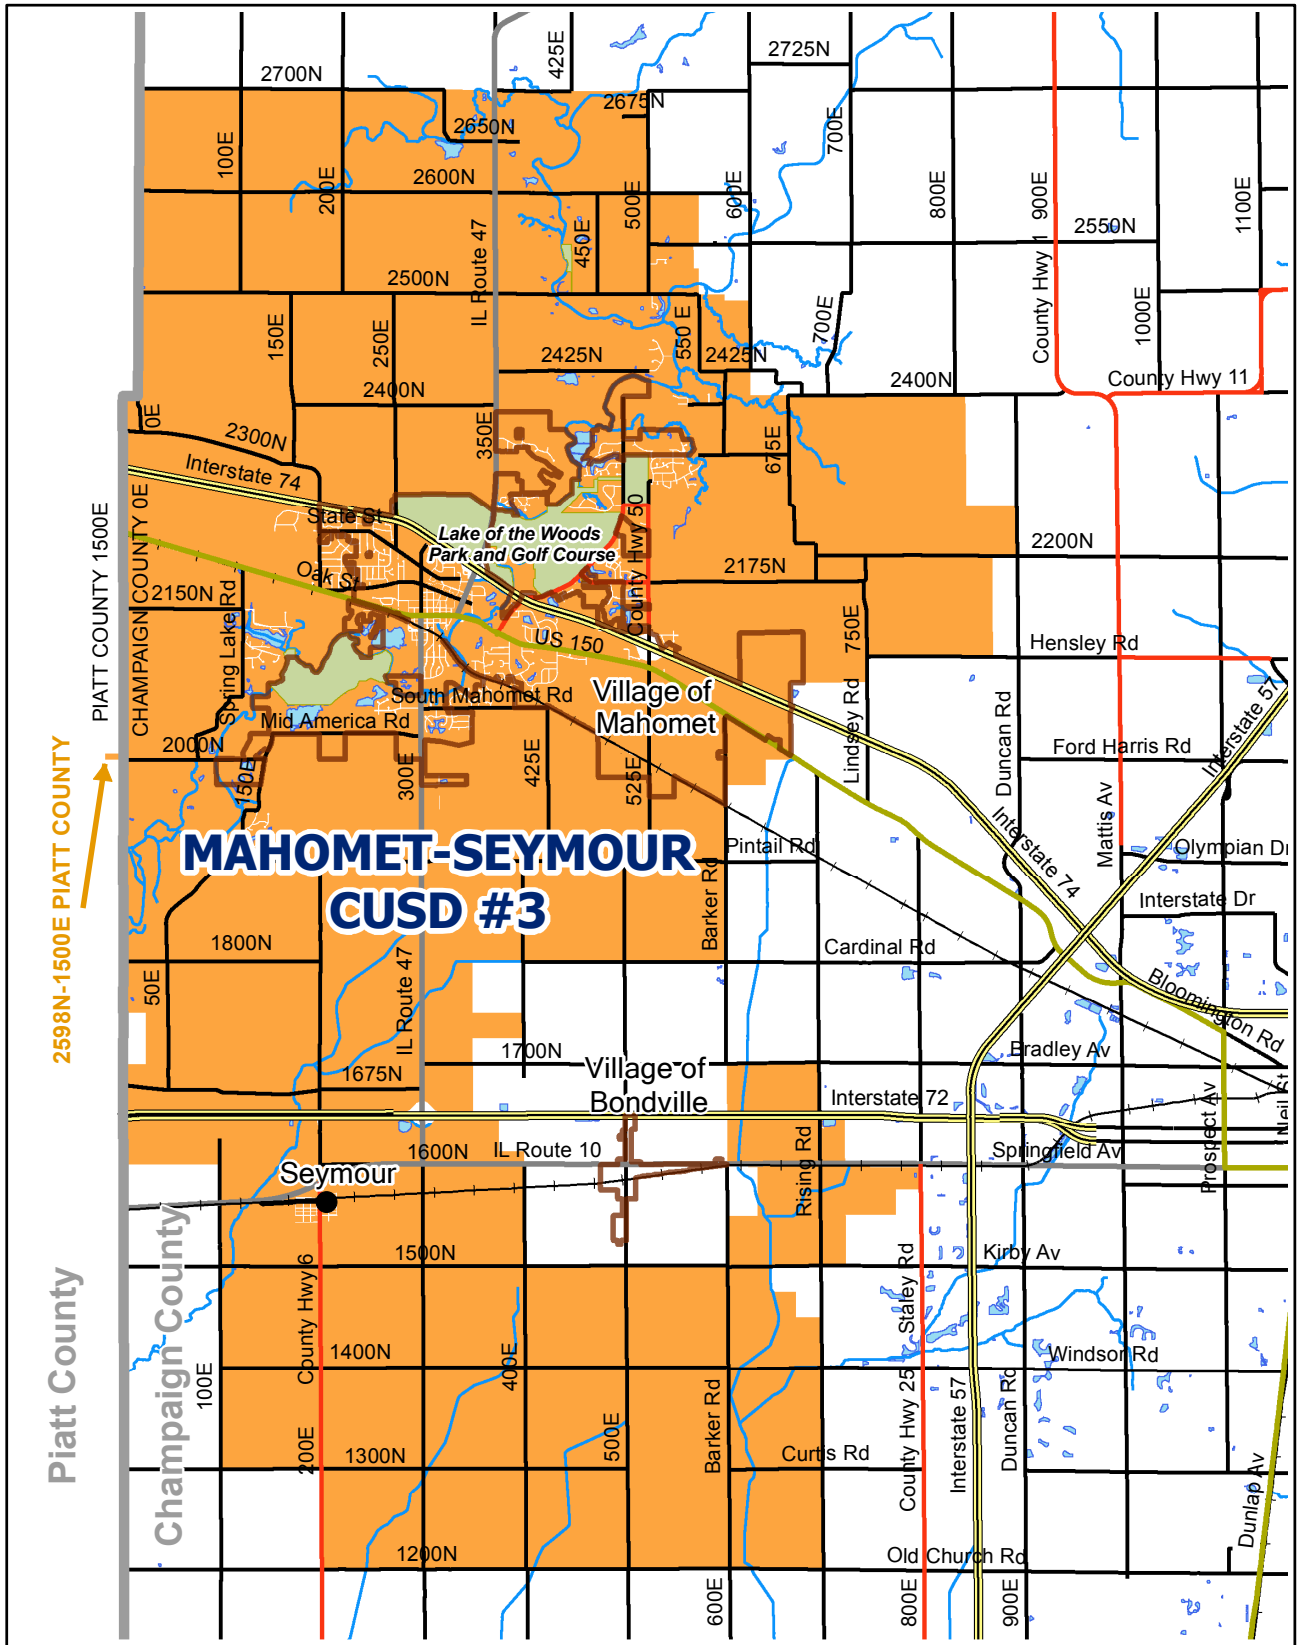 425E
2725N
2700N
2675N
2650N
700E
100E
200E
2600N
500E
600E
800E
900E
1100E
450E
IL Route 47
2550N
County Hwy 1
2500N
150E
250E
550 E
700E
1000E
2425N
2425N
2400N
2400N
County Hwy 11
0E
2300N
350E
675E
Interstate 74
State St
Lake of the Woods
Park and Golf Course
County Hwy 50
2200N
2175N
PIATT COUNTY 1500E
CHAMPAIGN COUNTY 0E
Oak St
2150N
Spring Lake Rd
US 150
750E
Hensley Rd
South Mahomet Rd
Village of
Mahomet
Mid America Rd
2000N
150E
300E
425E
525E
Lindsey Rd
Duncan Rd
Ford Harris Rd
Interstate 57
2598N-1500E PIATT COUNTY
MAHOMET-SEYMOUR
CUSD #3
Pintail Rd
Interstate 74
Mattis Av
Olympian Dr
Barker Rd
Interstate Dr
1800N
Cardinal Rd
50E
IL Route 47
Bloomington Rd
1700N
Bradley Av
1675N
Village of
Bondville
Interstate 72
Prospect Av
Neil St
1600N
IL Route 10
Springfield Av
Seymour
Rising Rd
1500N
Kirby Av
County Hwy 6
Staley Rd
Piatt County
Champaign County
1400N
400E
Windsor Rd
100E
Barker Rd
County Hwy 25
Interstate 57
Duncan Rd
200E
1300N
500E
Curtis Rd
Dunlap Av
1200N
Old Church Rd
600E
800E
900E